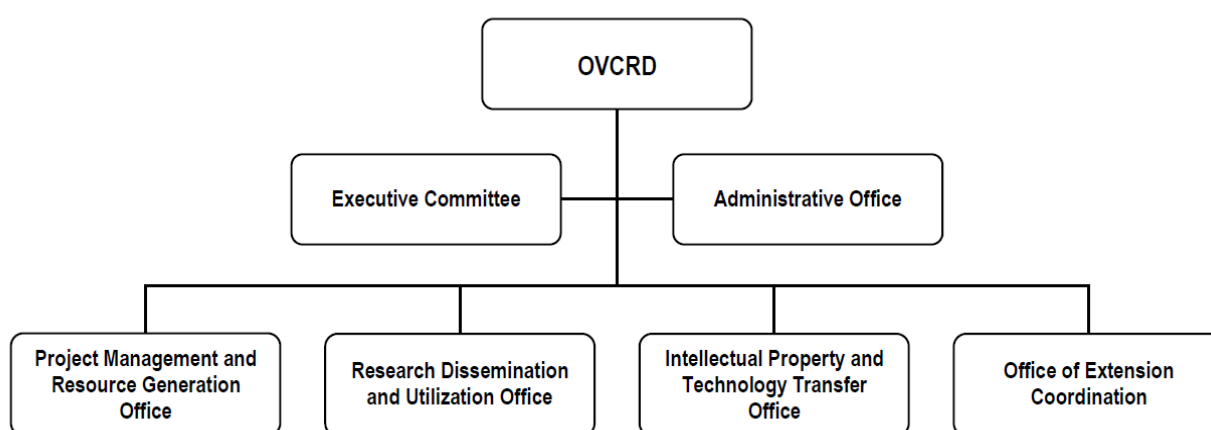 OVCRD
Executive Committee
Administrative Office
Project Management and
Resource Generation
Office
Research Dissemination
and Utilization Office
Intellectual Property and
Technology Transfer
Office
Office of Extension
Coordination